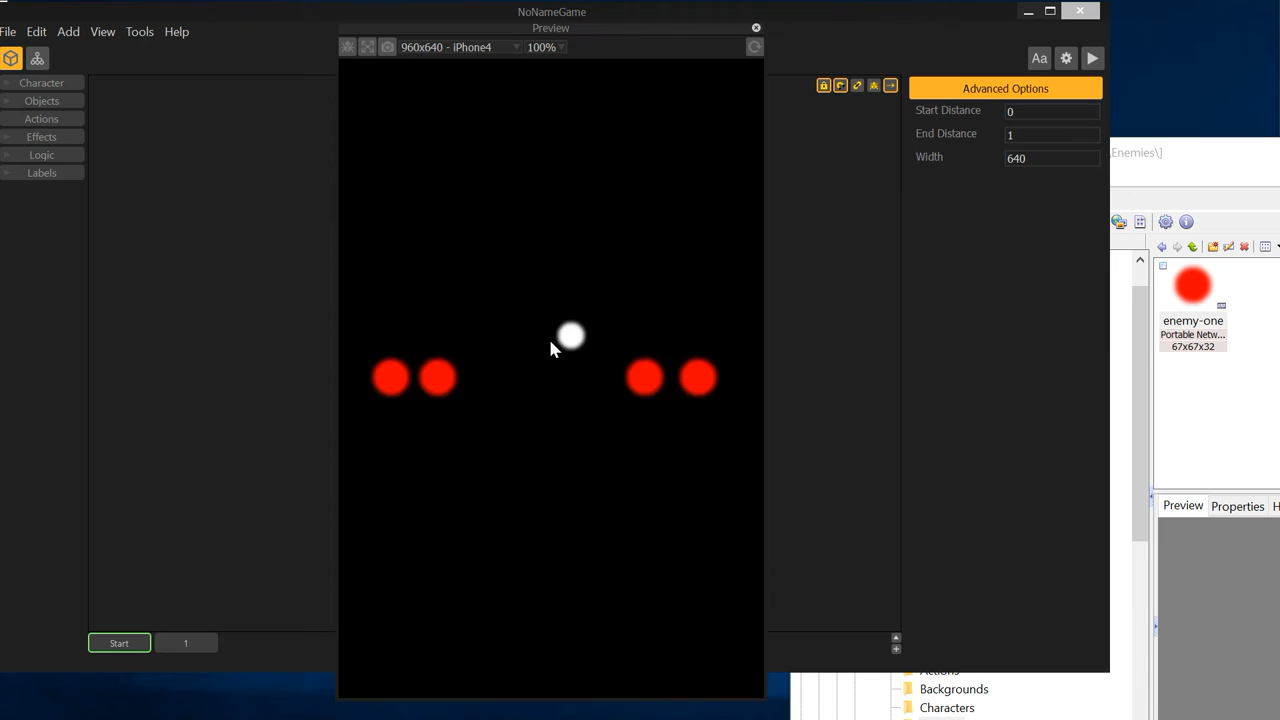 NoNameGame
Preview
File Edit Add View Tools Help
960x640 - iPhone4 100%
Aa
Character
Objects
Actions
Effects
Logic
Labels
Advanced Options
Start Distance 0
End Distance 1
Width 640
Enemies\]
enemy-one
Portable Netw...
67x67x32
Preview Properties H
Start 1
Backgrounds
Characters